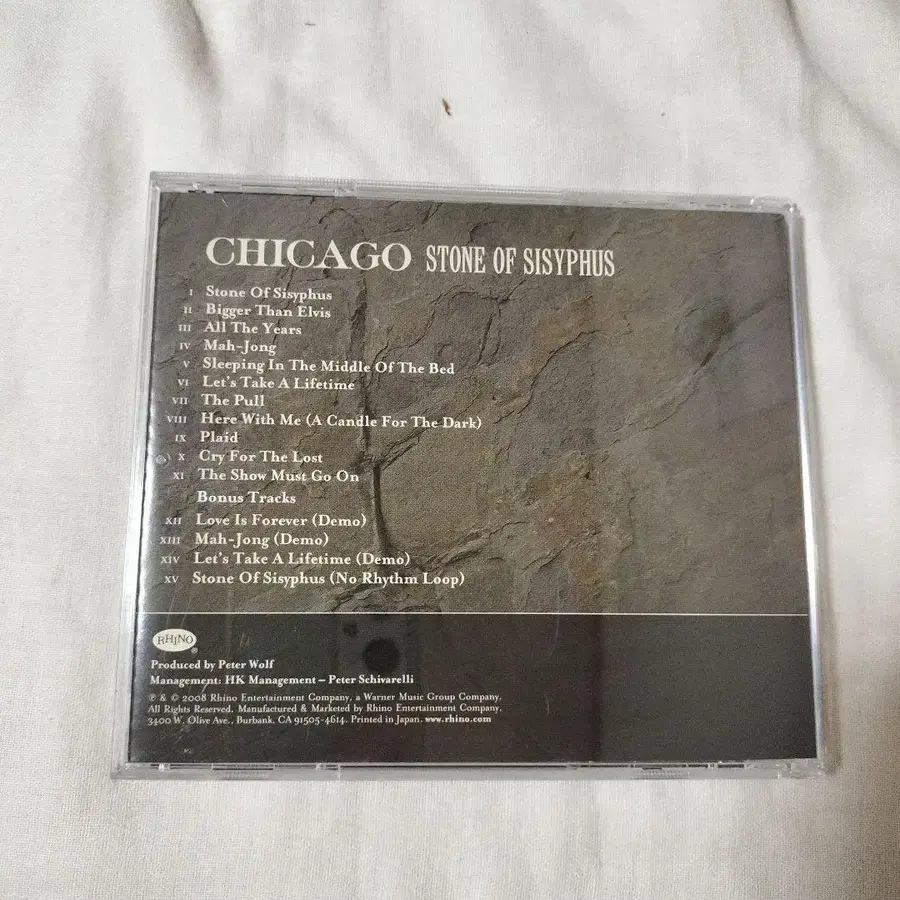 CHICAGO STONE OF SISYPHUS
I Stone Of Sisyphus
II Bigger Than Elvis
III All The Years
IV Mah-Jong
V Sleeping In The Middle Of The Bed
VI Let's Take A Lifetime
VII The Pull
VIII Here With Me (A Candle For The Dark)
IX Plaid
X Cry For The Lost
XI The Show Must Go On
Bonus Tracks
XII Love Is Forever (Demo)
XIII Mah-Jong (Demo)
XIV Let's Take A Lifetime (Demo)
XV Stone Of Sisyphus (No Rhythm Loop)
RHINO®
Produced by Peter Wolf
Management: HK Management – Peter Schivarelli
℗ & © 2008 Rhino Entertainment Company, a Warner Music Group Company.
All Rights Reserved. Manufactured & Marketed by Rhino Entertainment Company,
3400 W. Olive Ave., Burbank, CA 91505-4614. Printed in Japan. www.rhino.com